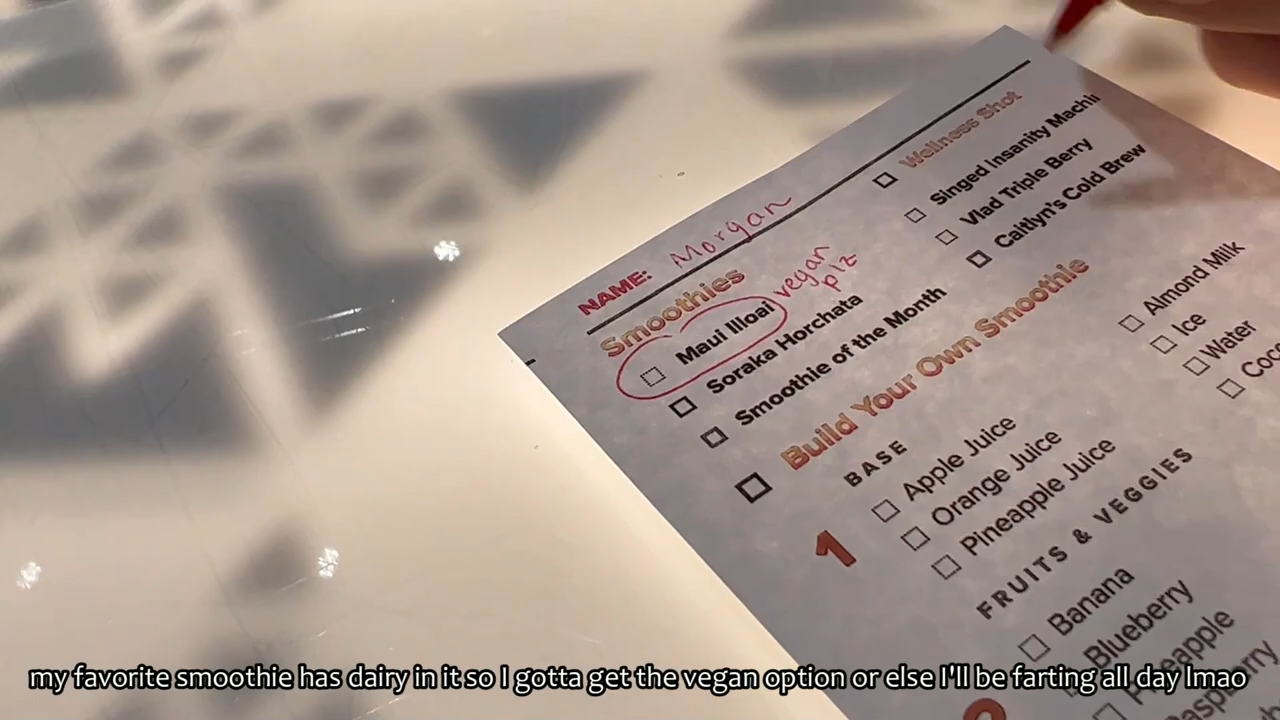 NAME: Morgan
Smoothies
Maui Illoai vegan plz
Soraka Horchata
Smoothie of the Month
Build Your Own Smoothie
Wellness Shot
Singed Insanity
Vlad Triple Berry
Caitlyn's Cold Brew
1
BASE
Apple Juice
Orange Juice
Pineapple Juice
Almond Milk
Ice
Water
FRUITS & VEGGIES
Banana
Blueberry
my favorite smoothie has dairy in it so I gotta get the vegan option or else I'll be farting all day lmao